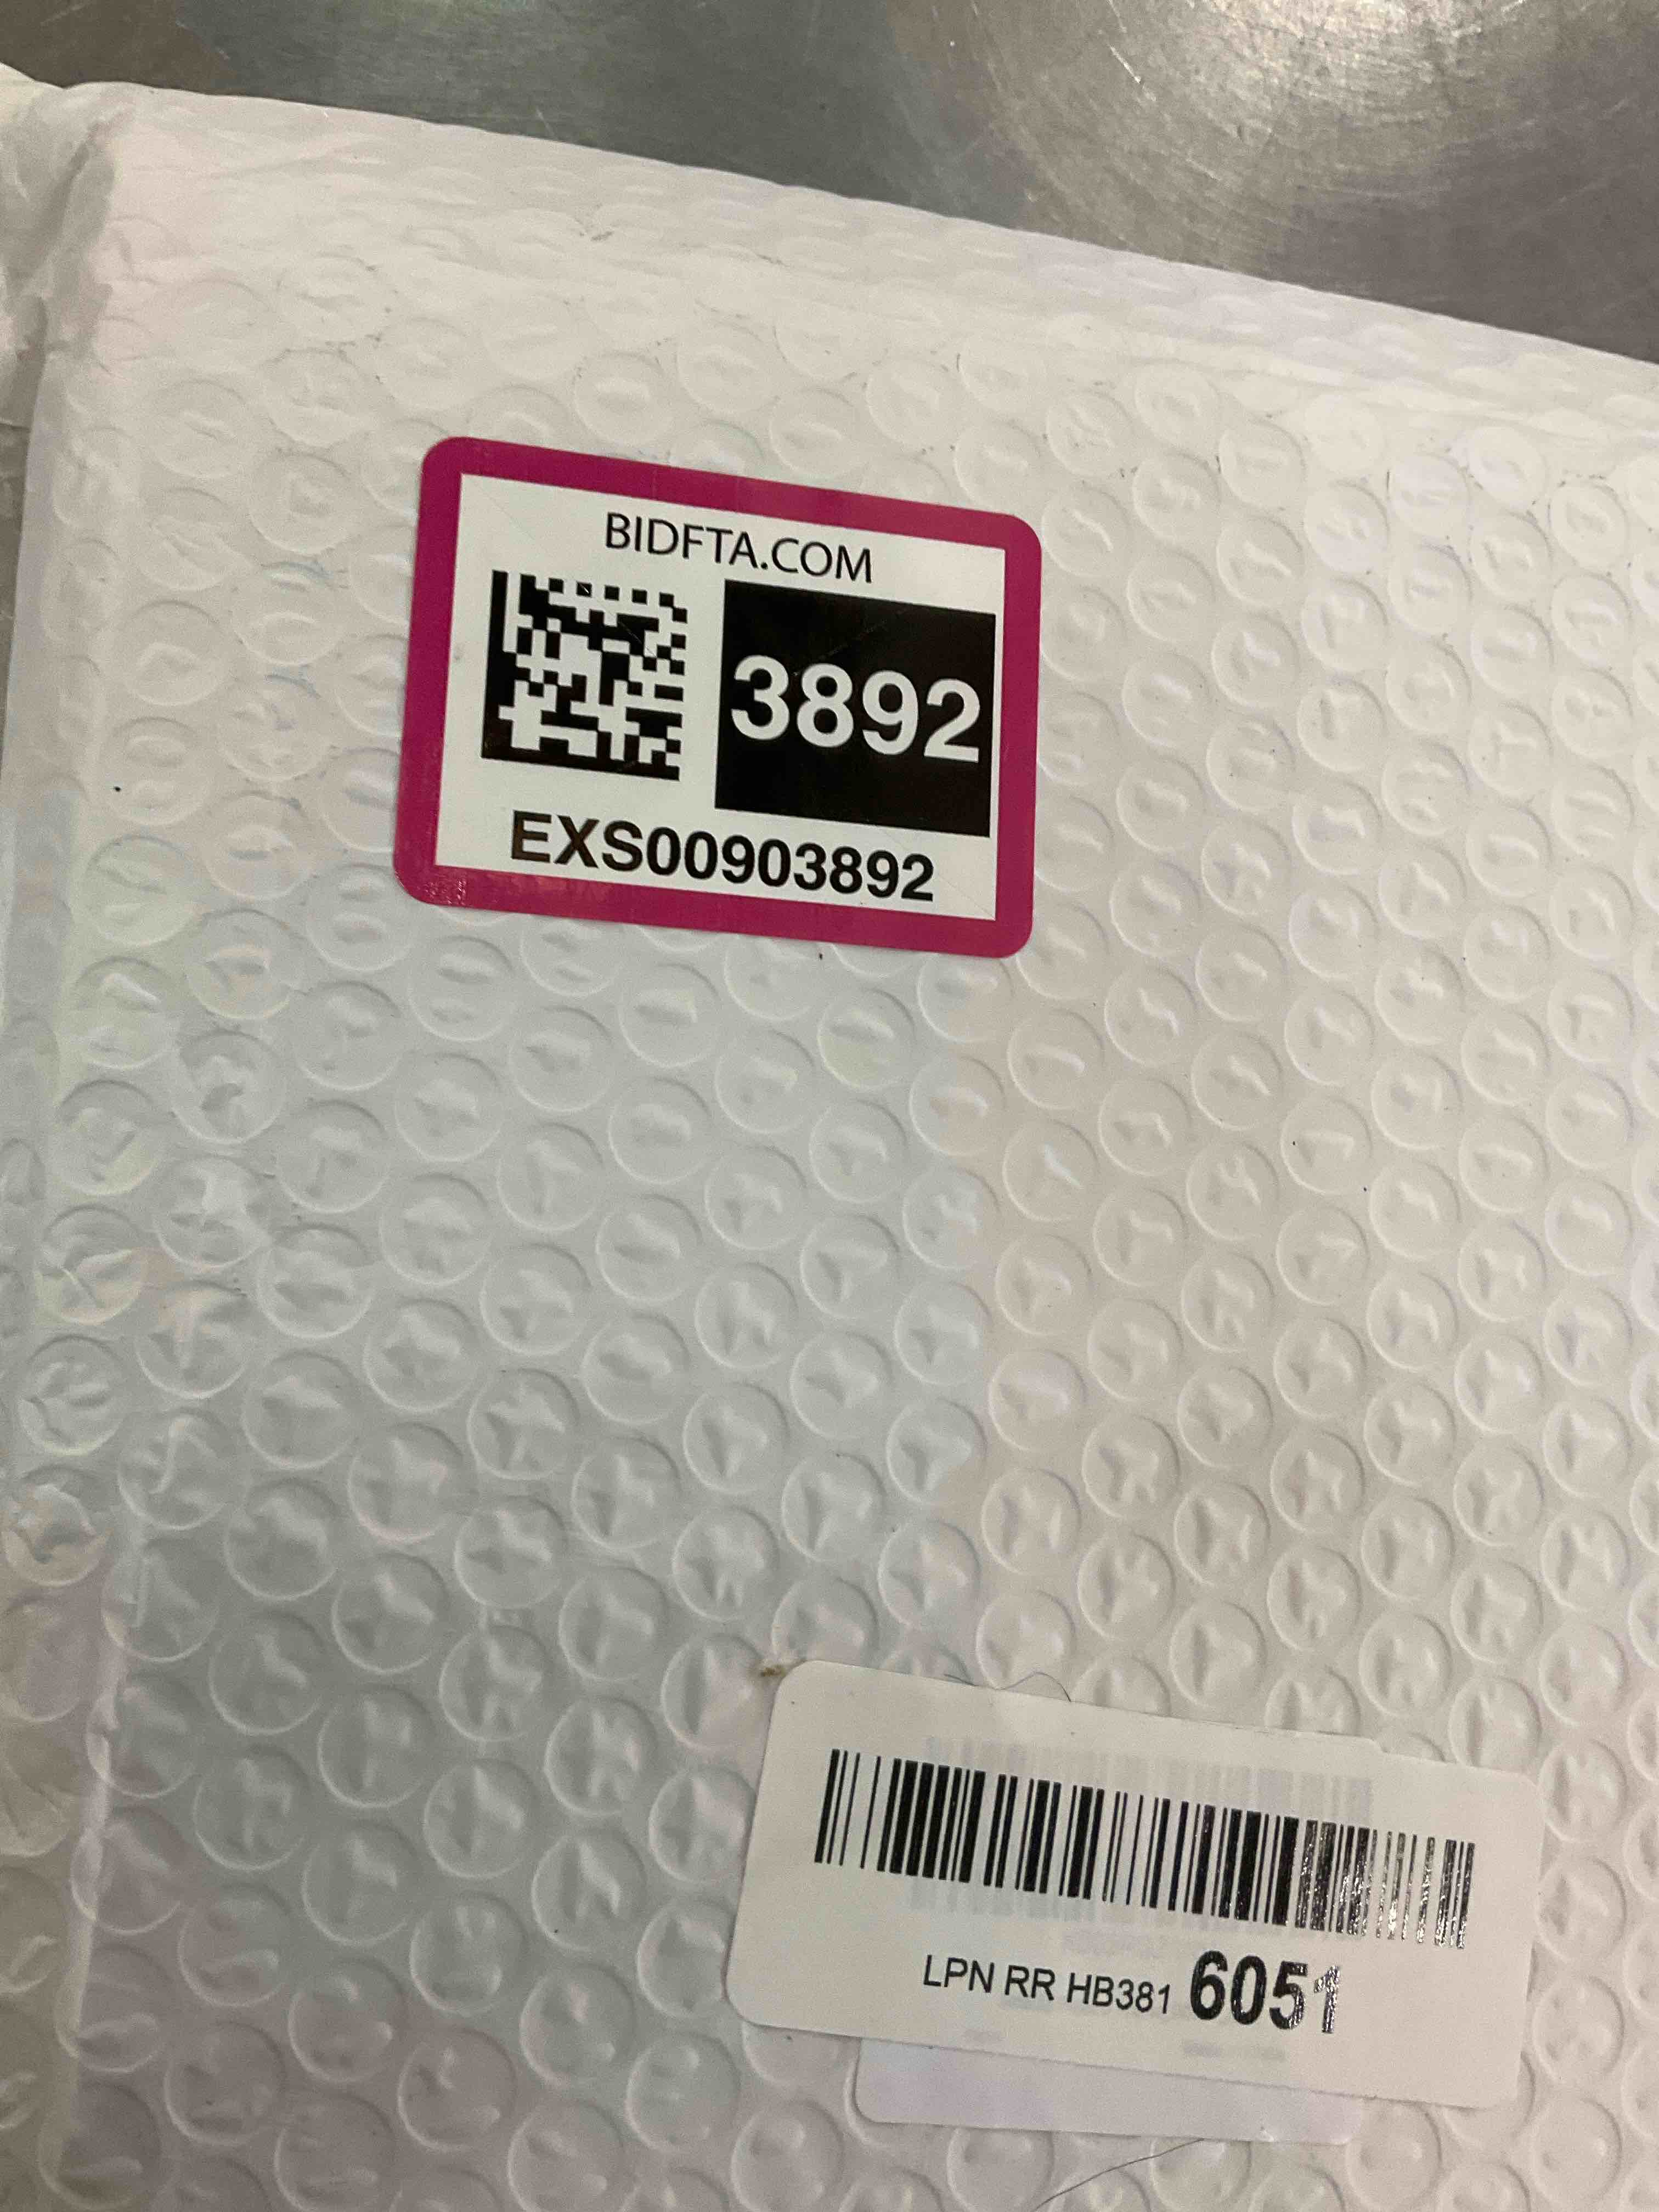 BIDFTA.COM
3892
EXS00903892
LPN RR HB381 6051